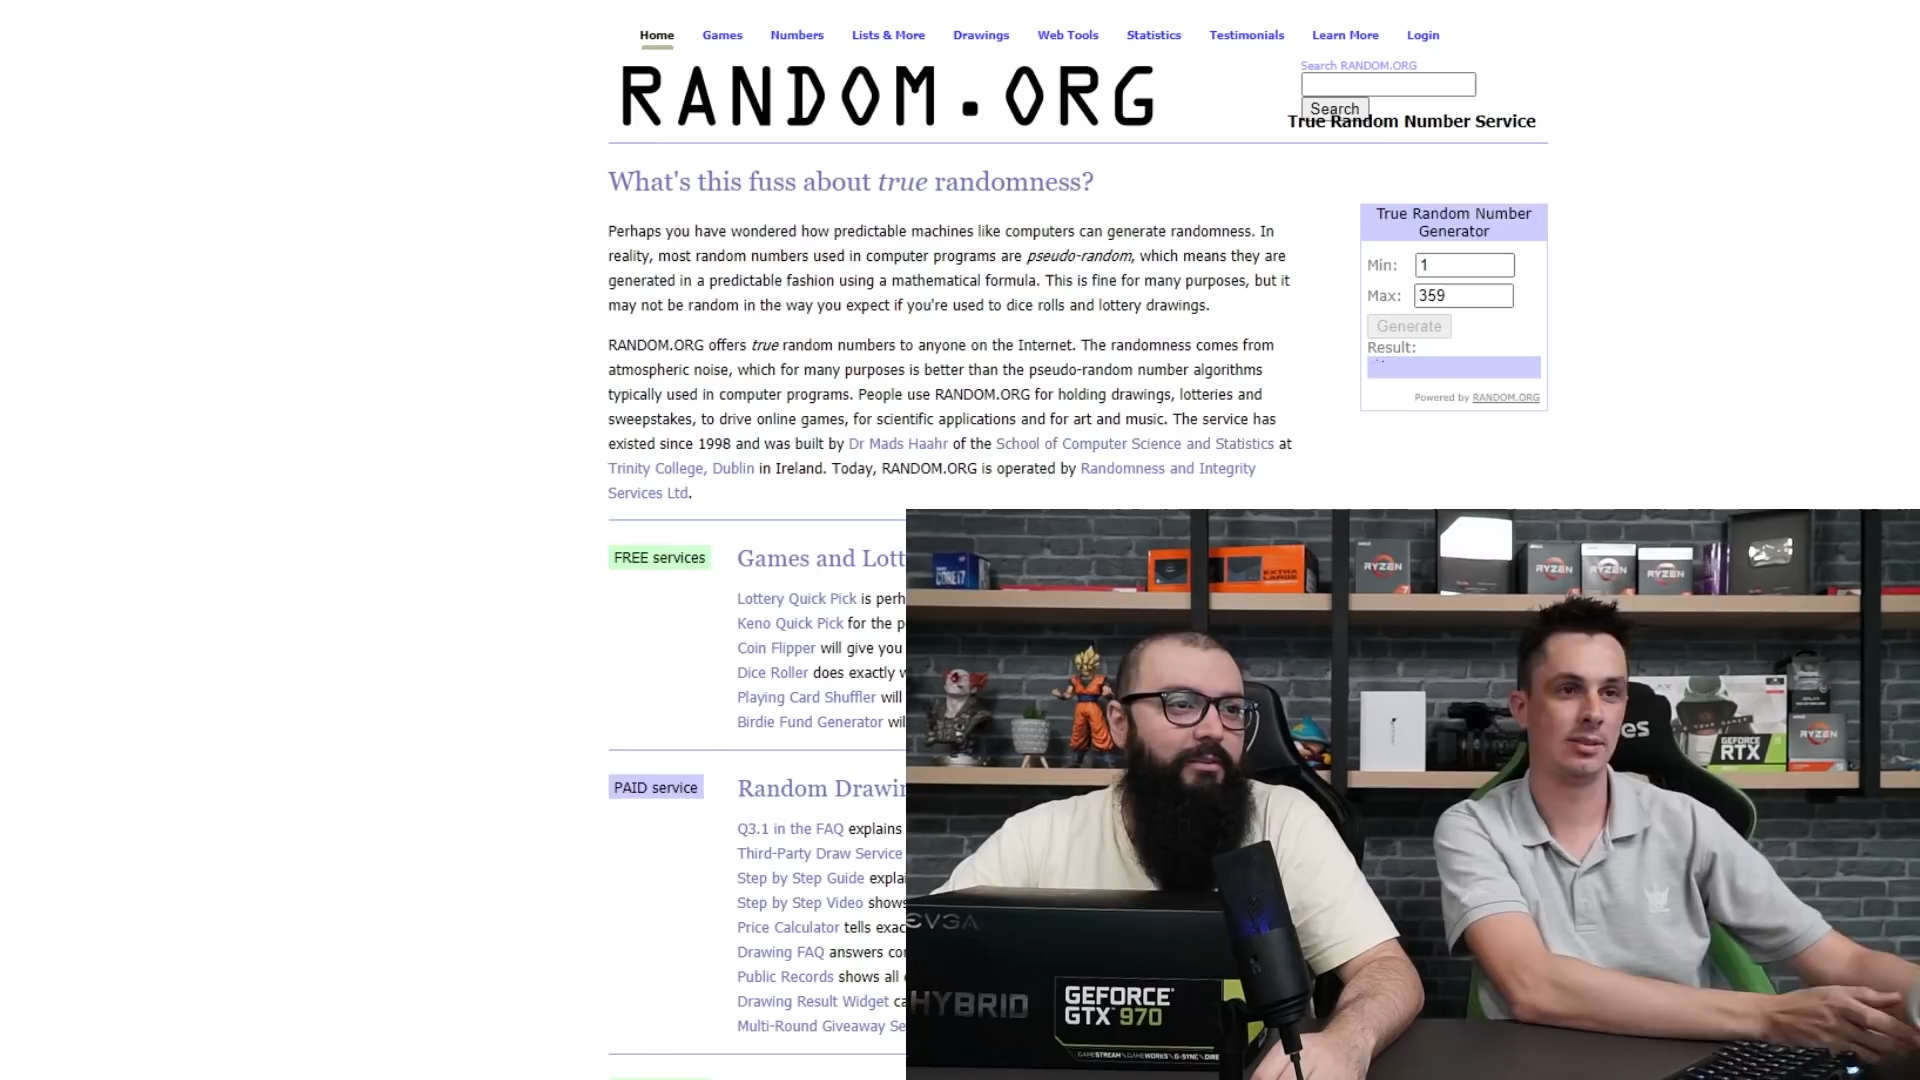 Home Games Numbers Lists & More Drawings Web Tools Statistics Testimonials Learn More Login
RANDOM.ORG
Search RANDOM.ORG
Search
True Random Number Service
What's this fuss about true randomness?
Perhaps you have wondered how predictable machines like computers can generate randomness. In
reality, most random numbers used in computer programs are pseudo-random, which means they are
generated in a predictable fashion using a mathematical formula. This is fine for many purposes, but it
may not be random in the way you expect if you're used to dice rolls and lottery drawings.
RANDOM.ORG offers true random numbers to anyone on the Internet. The randomness comes from
atmospheric noise, which for many purposes is better than the pseudo-random number algorithms
typically used in computer programs. People use RANDOM.ORG for holding drawings, lotteries and
sweepstakes, to drive online games, for scientific applications and for art and music. The service has
existed since 1998 and was built by Dr Mads Haahr of the School of Computer Science and Statistics at
Trinity College, Dublin in Ireland. Today, RANDOM.ORG is operated by Randomness and Integrity
Services Ltd.
True Random Number
Generator
Min: 1
Max: 359
Generate
Result:
Powered by RANDOM.ORG
FREE services
Games and Lott
Lottery Quick Pick is perh
Keno Quick Pick for the p
Coin Flipper will give you
Dice Roller does exactly w
Playing Card Shuffler will
Birdie Fund Generator wil
PAID service
Random Drawin
Q3.1 in the FAQ explains
Third-Party Draw Service
Step by Step Guide explai
Step by Step Video shows
Price Calculator tells exac
Drawing FAQ answers co
Public Records shows all
Drawing Result Widget ca
Multi-Round Giveaway Se
CORE i7
EXTRA
LARGE
RYZEN
7
RYZEN
RYZEN
RYZEN
es
GEFORCE
RTX
RYZEN
EVGA
HYBRID
GEFORCE
GTX 970
GAMESTREAM GAMEWORKS G-SYNC DIRE